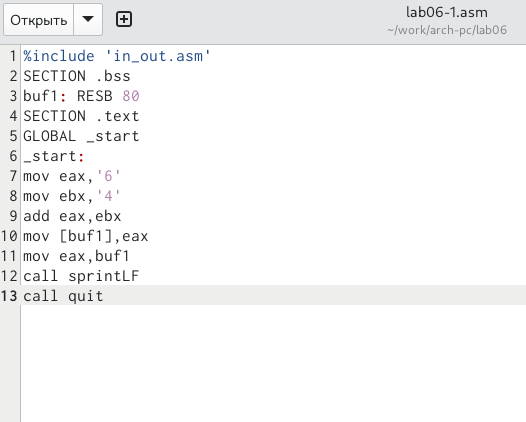 Открыть
lab06-1.asm
~/work/arch-pc/lab06
1 %include 'in_out.asm'
2 SECTION .bss
3 buf1: RESB 80
4 SECTION .text
5 GLOBAL _start
6 _start:
7 mov eax,'6'
8 mov ebx,'4'
9 add eax,ebx
10 mov [buf1],eax
11 mov eax,buf1
12 call sprintLF
13 call quit